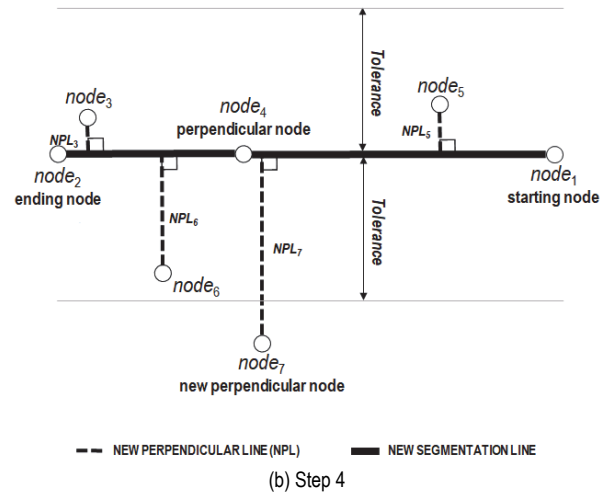 Tolerance
node3
node4
node5
perpendicular node
NPL3
NPL5
node2
ending node
node1
starting node
NPL6
NPL7
Tolerance
node6
node7
new perpendicular node
NEW PERPENDICULAR LINE (NPL)
NEW SEGMENTATION LINE
(b) Step 4